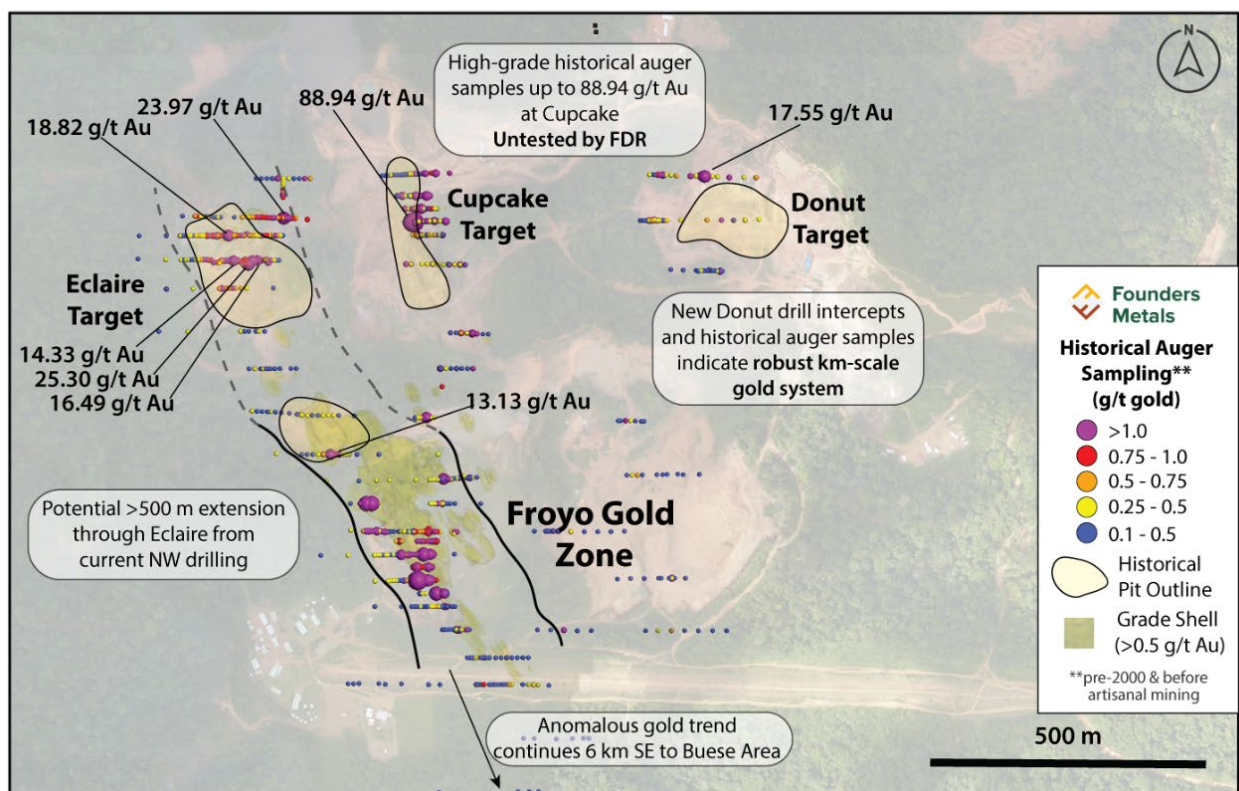 N
High-grade historical auger
samples up to 88.94 g/t Au
at Cupcake
Untested by FDR
23.97 g/t Au
88.94 g/t Au
18.82 g/t Au
17.55 g/t Au
Cupcake
Target
Donut
Target
Eclaire
Target
14.33 g/t Au
25.30 g/t Au
16.49 g/t Au
New Donut drill intercepts
and historical auger samples
indicate robust km-scale
gold system
13.13 g/t Au
Potential >500 m extension
through Eclaire from
current NW drilling
Froyo Gold
Zone
Anomalous gold trend
continues 6 km SE to Buese Area
Founders
Metals
Historical Auger
Sampling**
(g/t gold)
>1.0
0.75 - 1.0
0.5 - 0.75
0.25 - 0.5
0.1 - 0.5
Historical
Pit Outline
Grade Shell
(>0.5 g/t Au)
**pre-2000 & before
artisanal mining
500 m